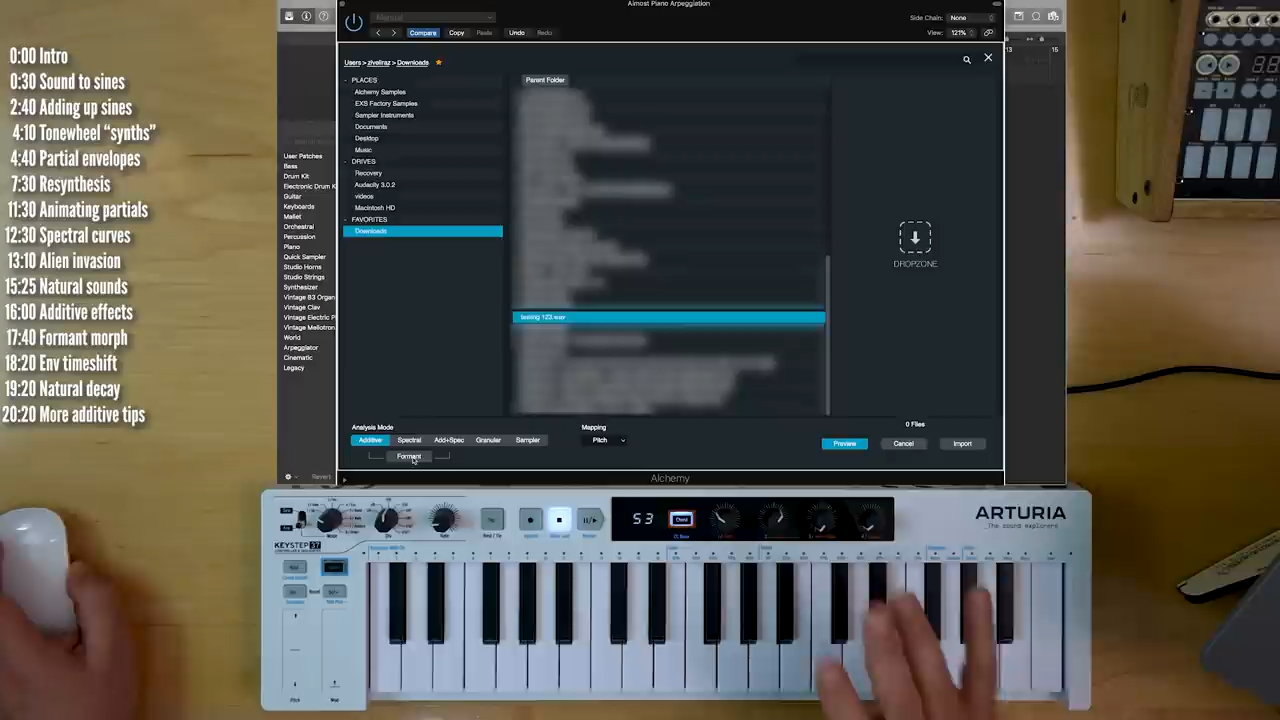 Almost Piano Arpeggiation
Manual
Side Chain: None
Compare
Copy
Paste
Undo
Redo
View: 121%
13
15
0:00 Intro
0:30 Sound to sines
2:40 Adding up sines
4:10 Tonewheel “synths”
4:40 Partial envelopes
7:30 Resynthesis
11:30 Animating partials
12:30 Spectral curves
13:10 Alien invasion
15:25 Natural sounds
16:00 Additive effects
17:40 Formant morph
18:20 Env timeshift
19:20 Natural decay
20:20 More additive tips
User Patches
Bass
Drum Kit
Electronic Drum K
Guitar
Keyboards
Mallet
Orchestral
Percussion
Piano
Quick Sampler
Studio Horns
Studio Strings
Synthesizer
Vintage B3 Organ
Vintage Clav
Vintage Electric P
Vintage Mellotron
World
Arpeggiator
Cinematic
Legacy
Revert
Users > zivelraz > Downloads
PLACES
Alchemy Samples
EXS Factory Samples
Sampler Instruments
Documents
Desktop
Music
DRIVES
Recovery
Audacity 3.0.2
videos
Macintosh HD
FAVORITES
Downloads
Parent Folder
testing 123.wav
DROPZONE
Analysis Mode
Additive
Spectral
Add+Spec
Granular
Sampler
Formant
Mapping
Pitch
0 Files
Preview
Cancel
Import
Alchemy
KEYSTEP 37
53
Chord
ARTURIA
The sound explorers
Pitch
Mod